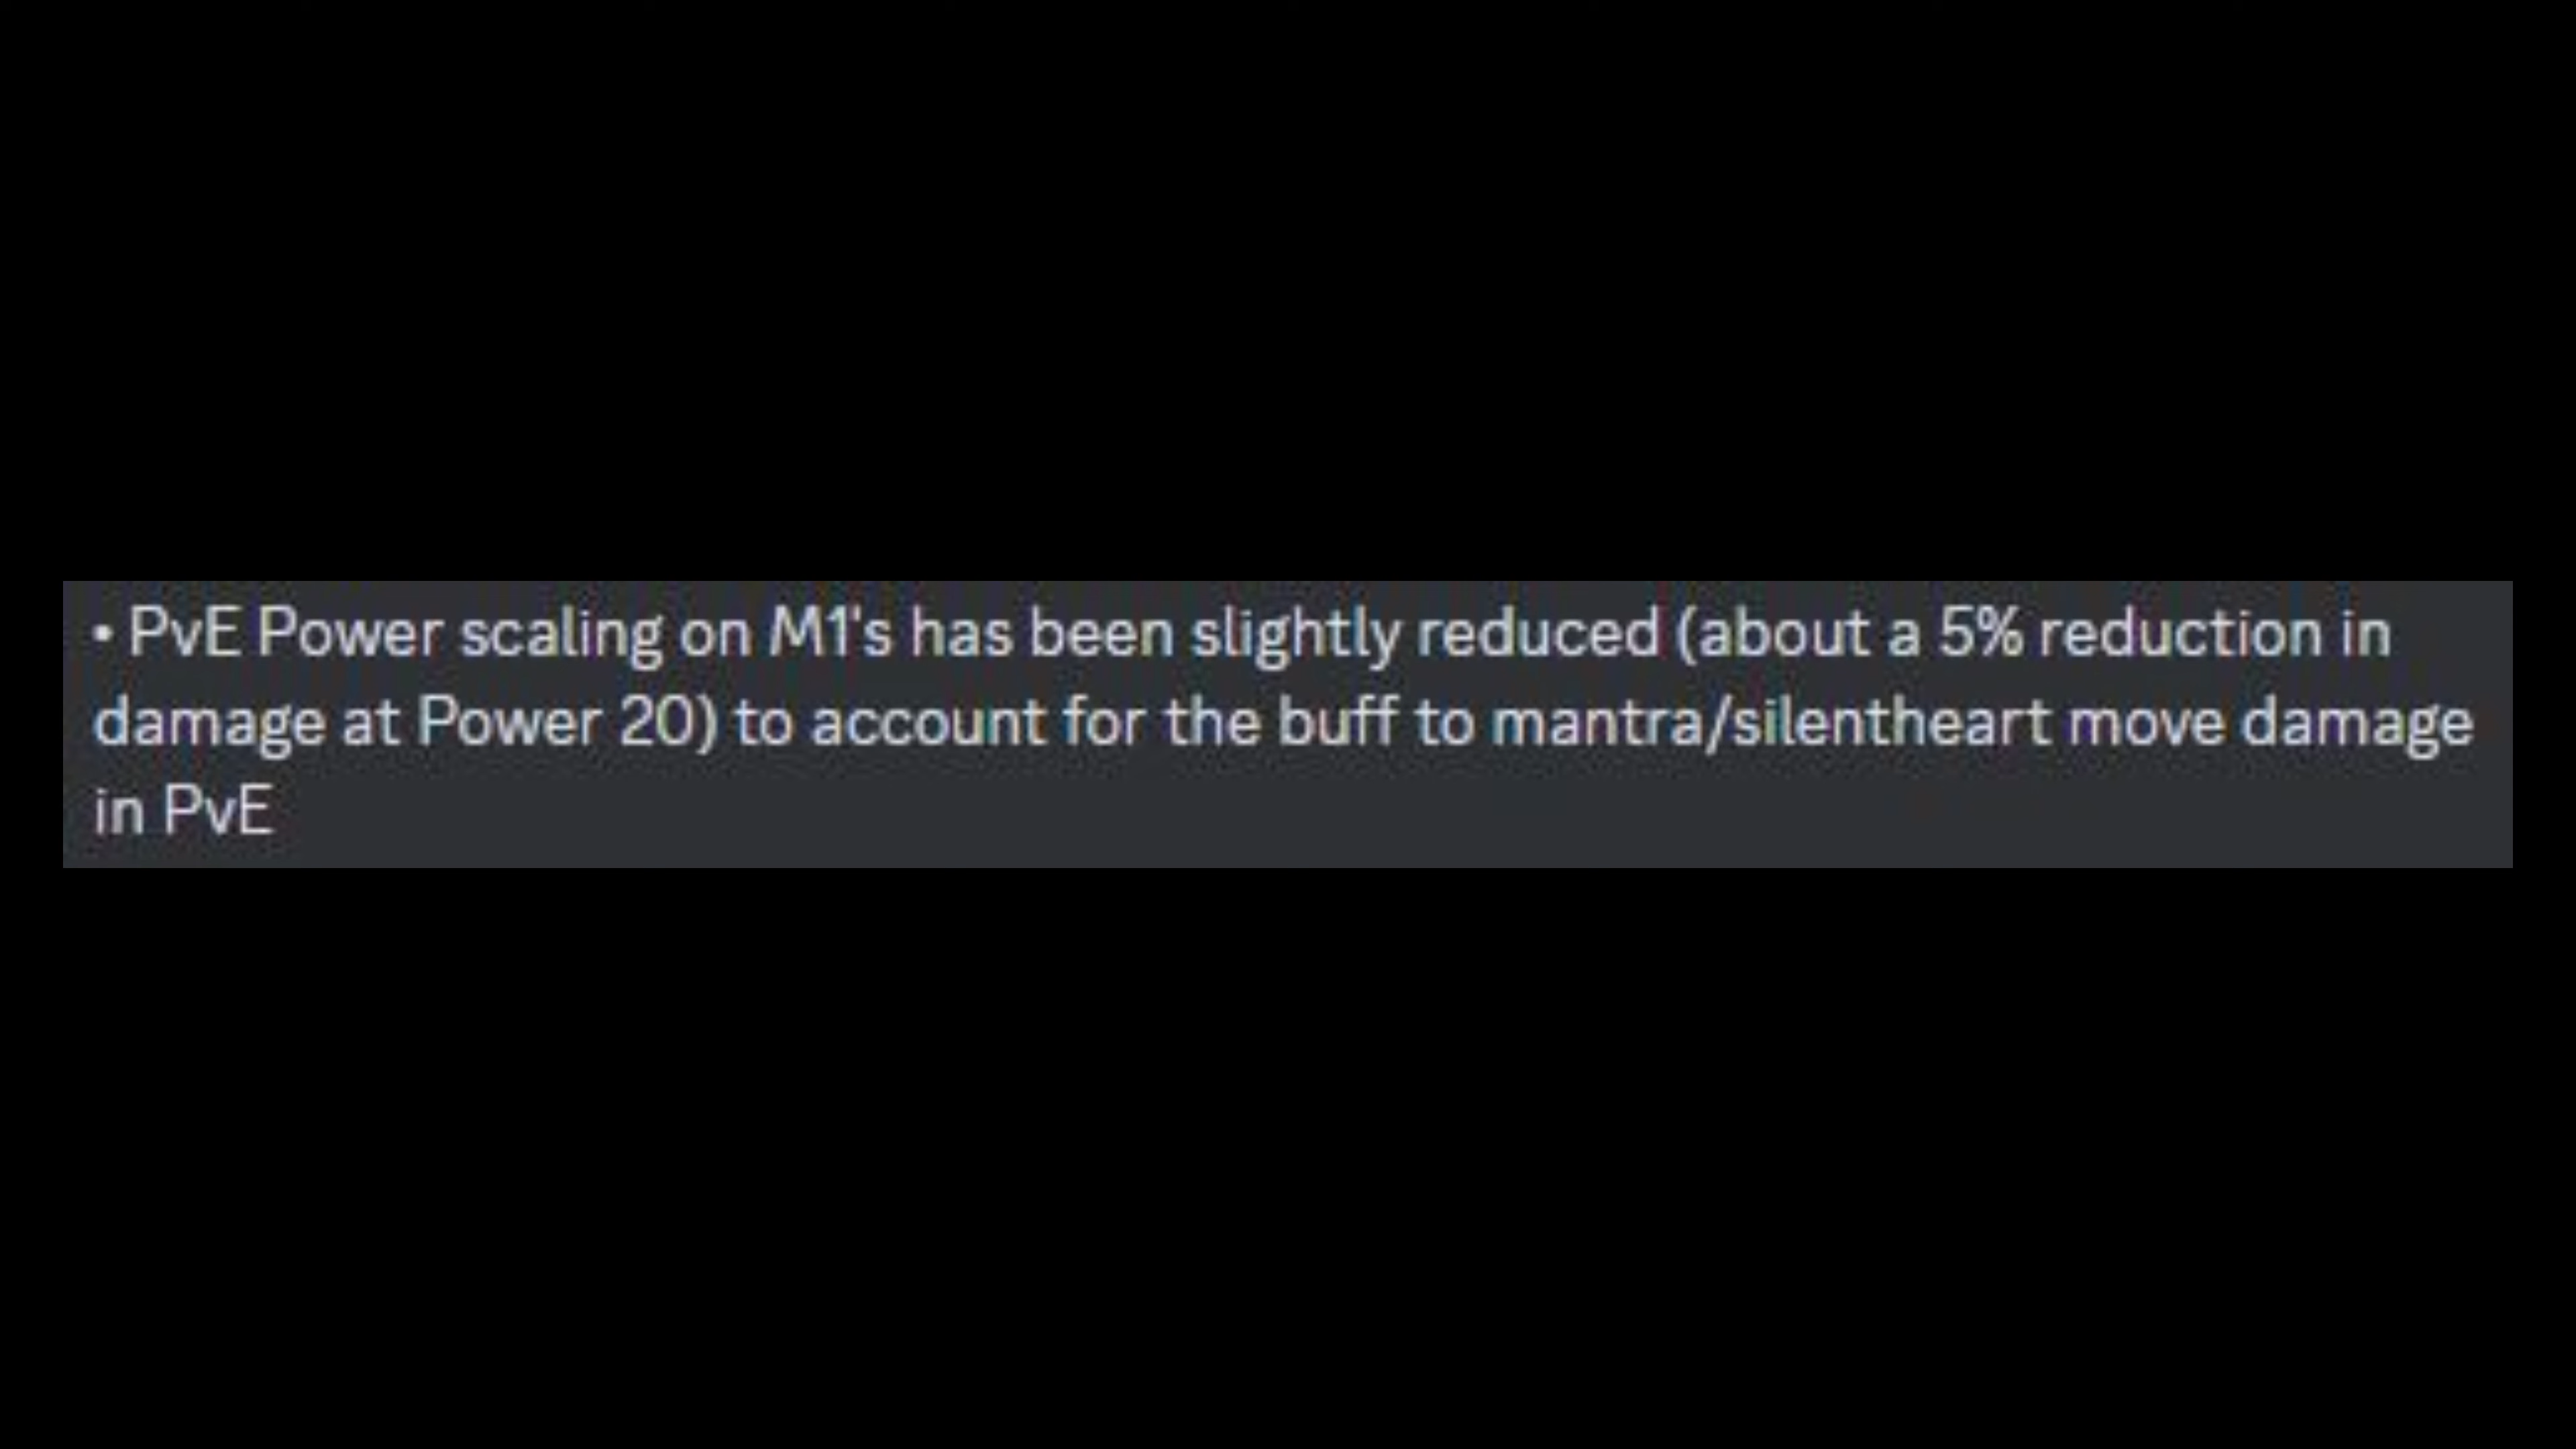 • PvE Power scaling on M1's has been slightly reduced (about a 5% reduction in
damage at Power 20) to account for the buff to mantra/silentheart move damage
in PvE